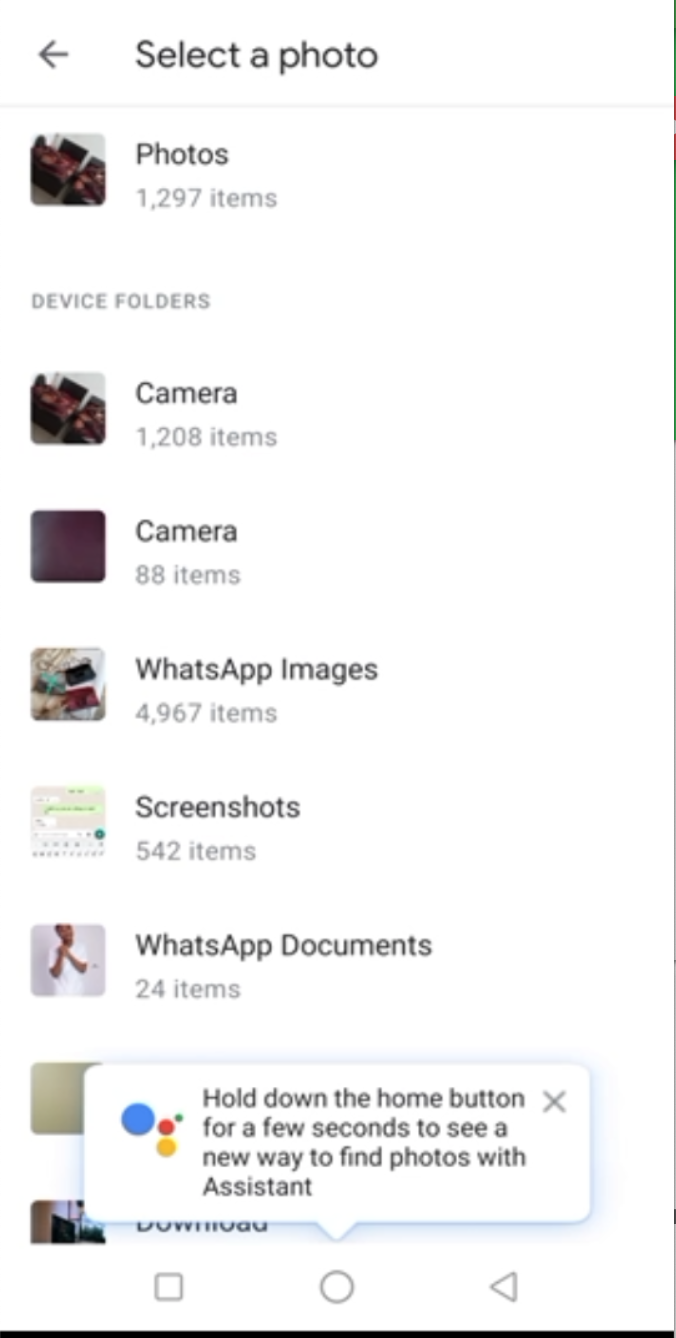 Select a photo
Photos
1,297 items
DEVICE FOLDERS
Camera
1,208 items
Camera
88 items
WhatsApp Images
4,967 items
Screenshots
542 items
WhatsApp Documents
24 items
Hold down the home button
for a few seconds to see a
new way to find photos with
Assistant
Download